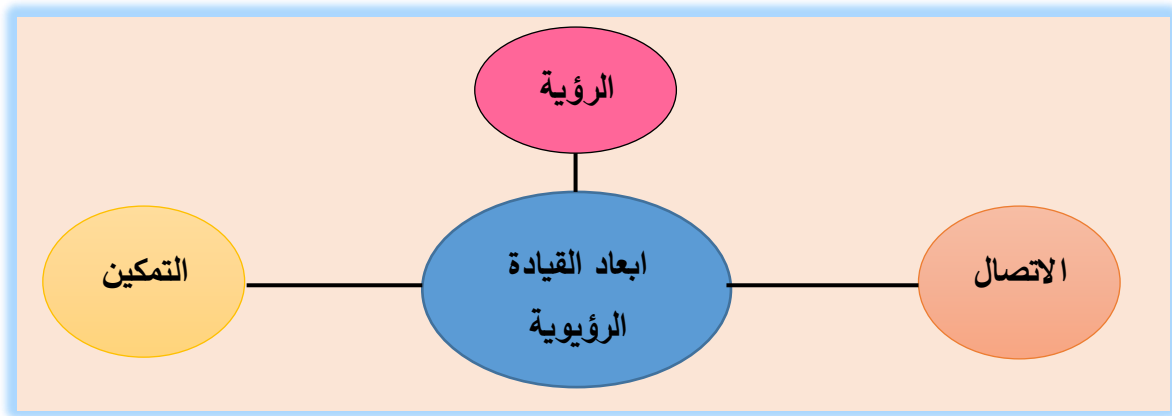 الرؤية
الاتصال
ابعاد القيادة
الرؤيوية
التمكين